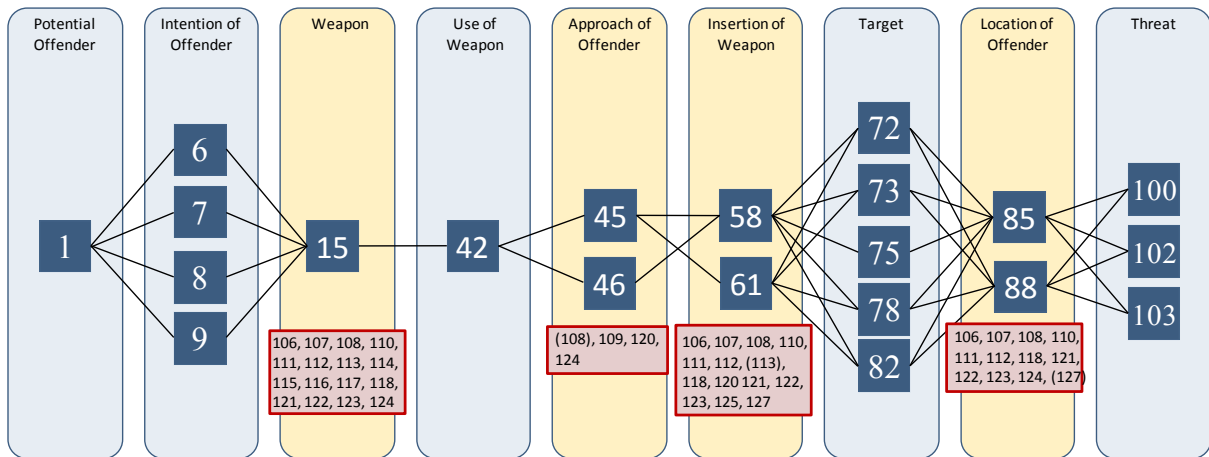 Potential
Offender
Intention of
Offender
Weapon
Use of
Weapon
Approach of
Offender
Insertion of
Weapon
Target
Location of
Offender
Threat
1
6
7
8
9
15
106, 107, 108, 110,
111, 112, 113, 114,
115, 116, 117, 118,
121, 122, 123, 124
42
45
46
(108), 109, 120,
124
58
61
106, 107, 108, 110,
111, 112, (113),
118, 120 121, 122,
123, 125, 127
72
73
75
78
82
85
88
106, 107, 108, 110,
111, 112, 118, 121,
122, 123, 124, (127)
100
102
103